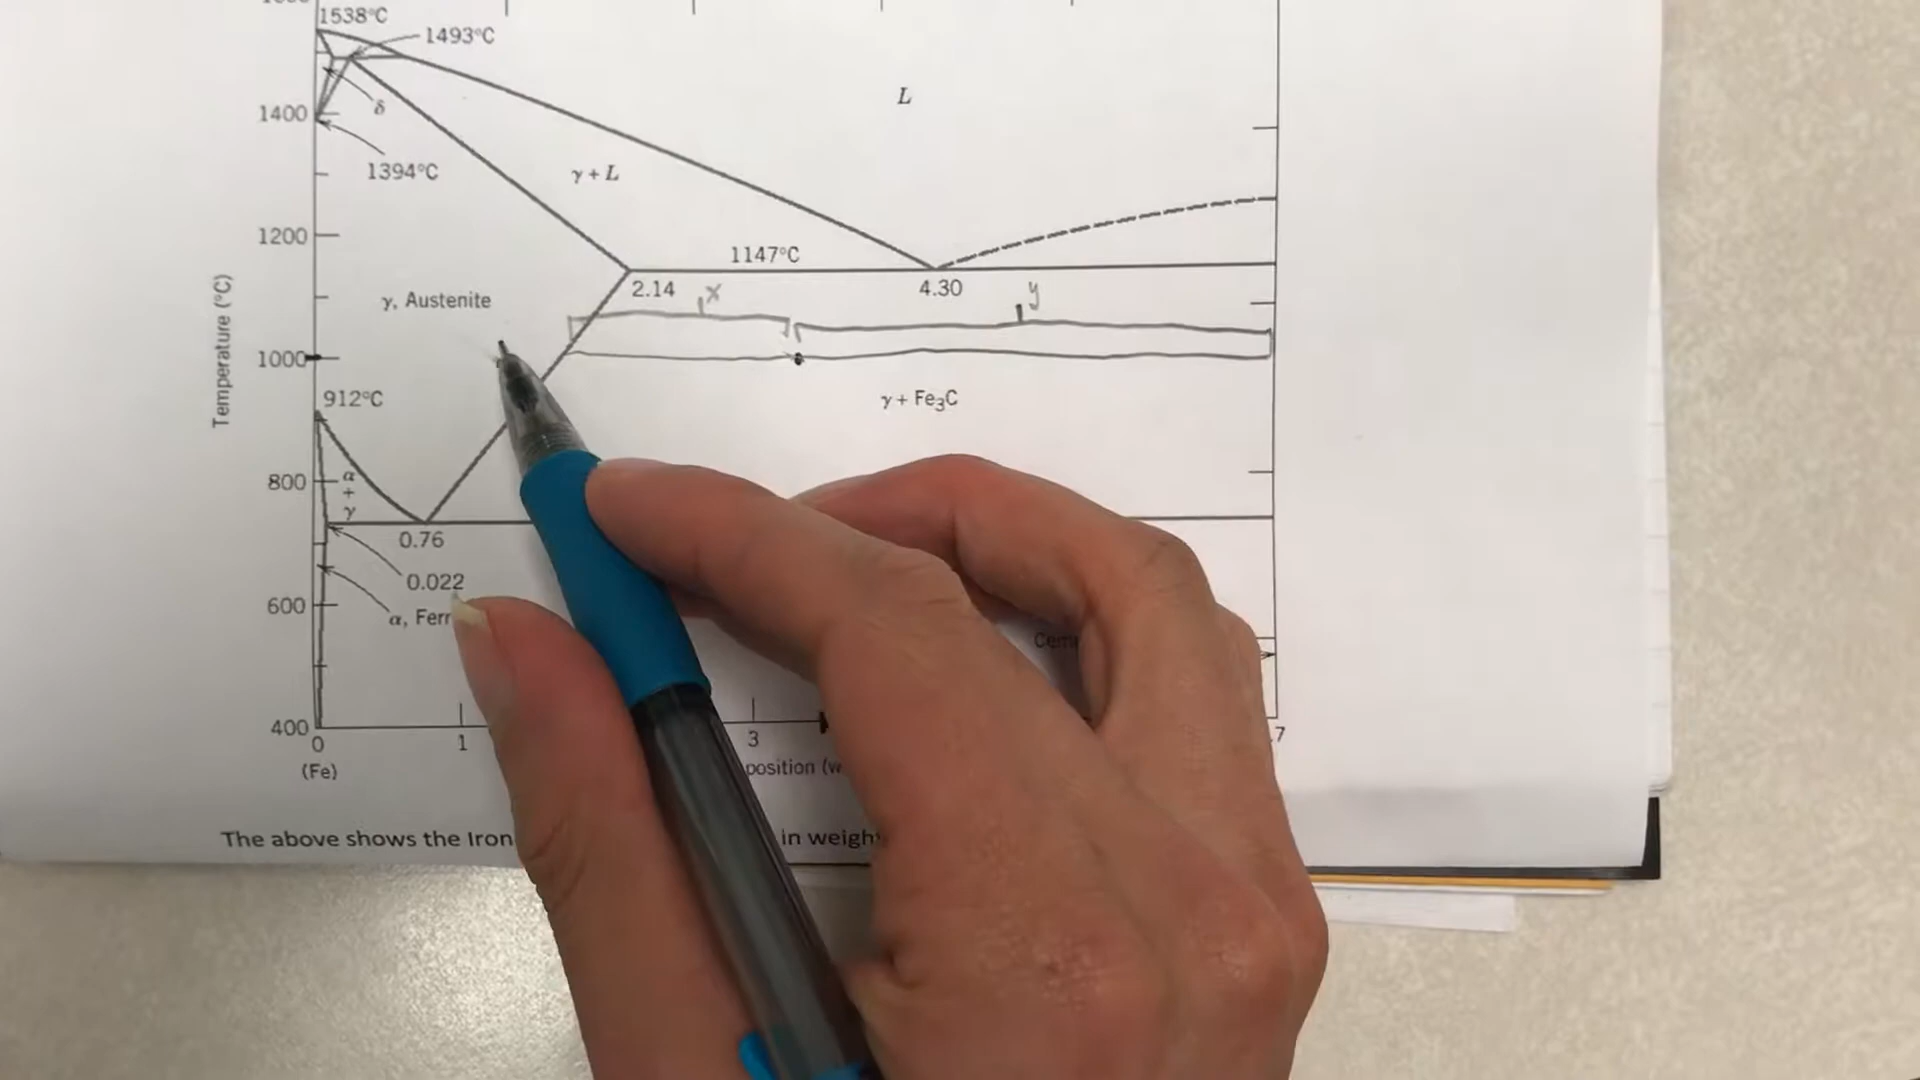 1538°C
1493°C
L
1400
δ
1394°C
γ + L
1200
1147°C
2.14
4.30
x
y
γ, Austenite
Temperature (°C)
1000
912°C
γ + Fe3C
800
α
+
γ
0.76
0.022
600
α, Ferr
Cem
400
0
1
3
.7
(Fe)
position (w
The above shows the Iron
in weigh